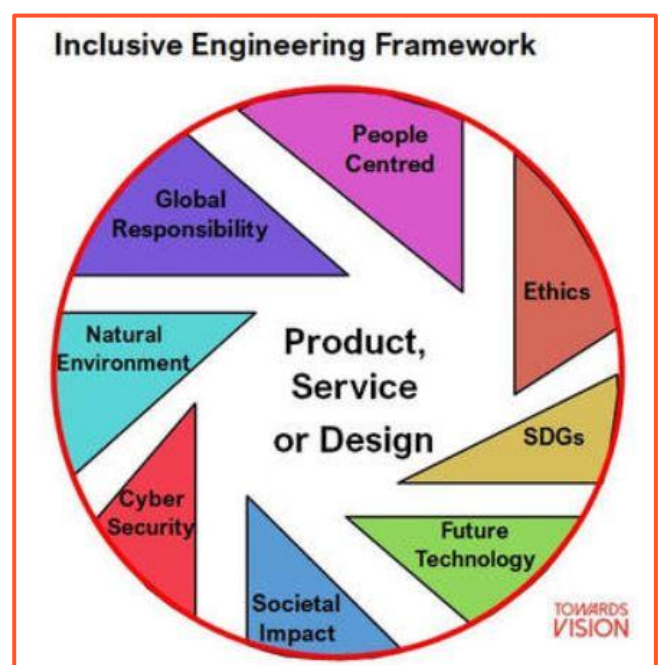 Inclusive Engineering Framework
People
Centred
Global
Responsibility
Ethics
Natural
Environment
Product,
Service
or Design
SDGs
Cyber
Security
Future
Technology
Societal
Impact
TOWARDS
VISION